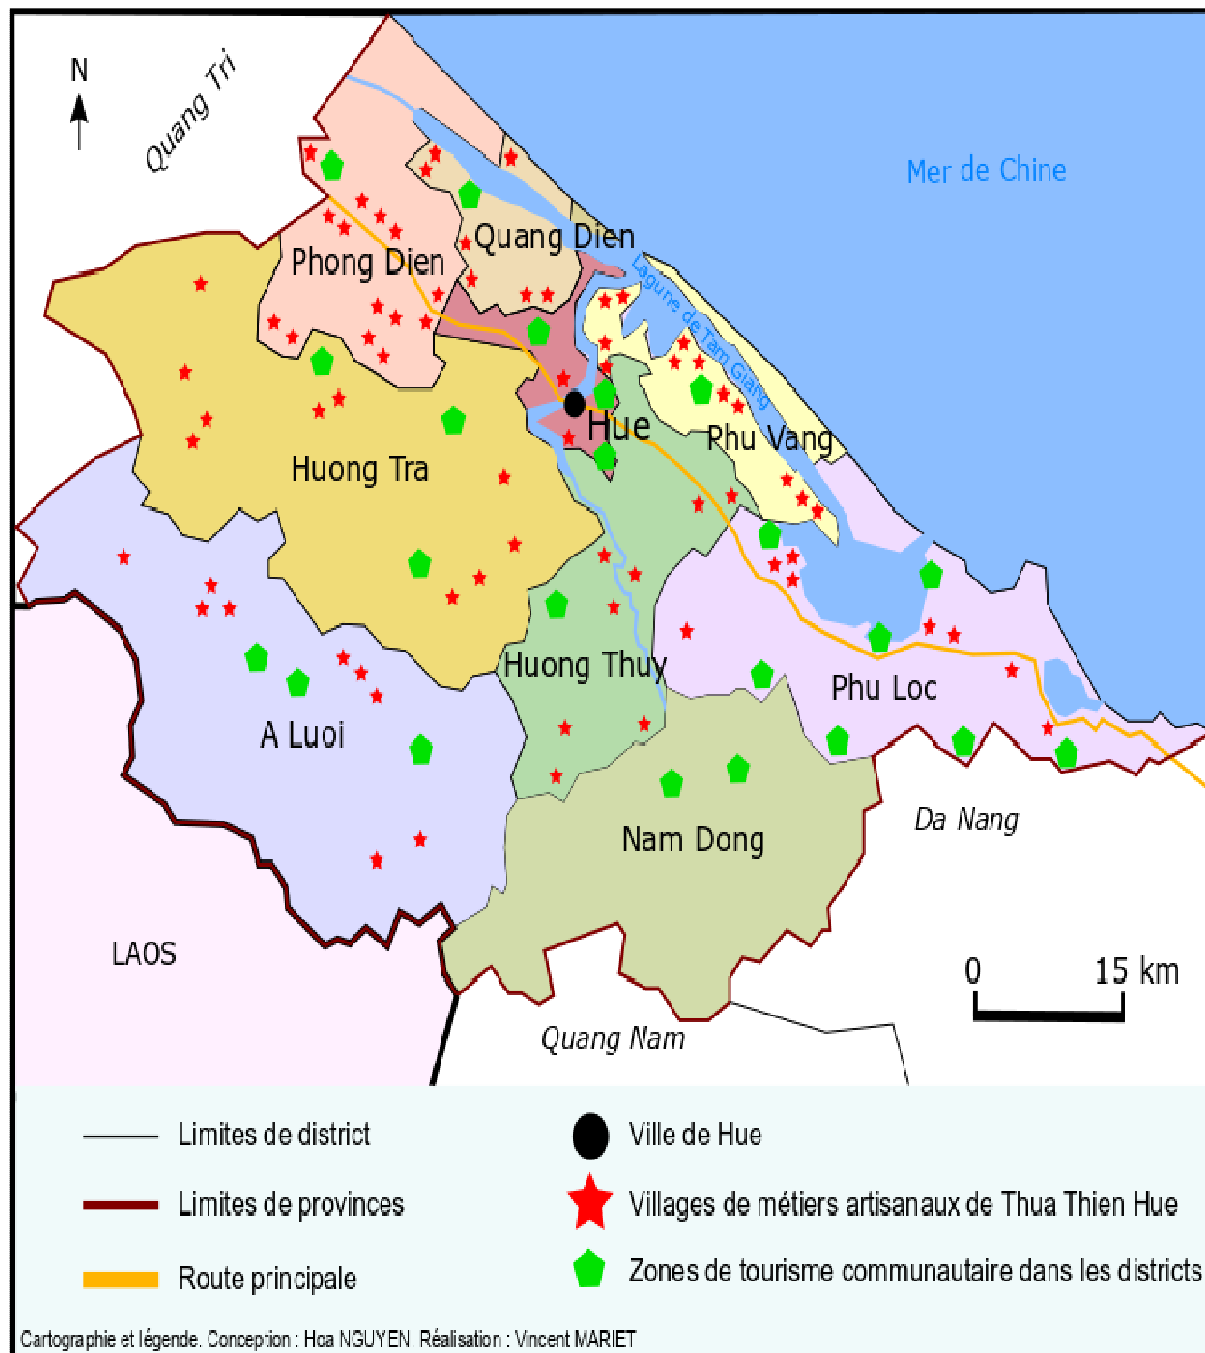 N
Quang Tri
Mer de Chine
Quang Dien
Phong Dien
Lagune de Tam Giang
Hue
Phu Vang
Huong Tra
Huong Thuy
Phu Loc
A Luoi
Da Nang
Nam Dong
LAOS
0 15 km
Quang Nam
Limites de district
Ville de Hue
Limites de provinces
Villages de métiers artisanaux de Thua Thien Hue
Route principale
Zones de tourisme communautaire dans les districts
Cartographie et légende. Conception : Hoa NGUYEN. Réalisation : Vincent MARIET